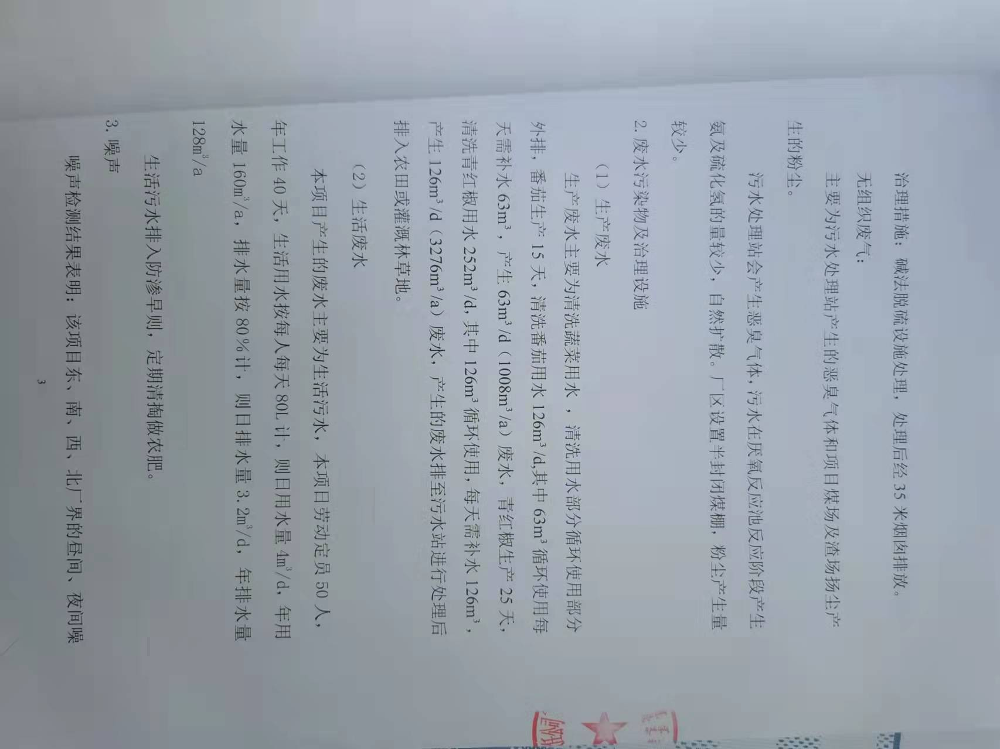 治理措施：碱法脱硫设施处理，处理后经 35 米烟囱排放。
无组织废气：
主要为污水处理站产生的恶臭气体和项目煤场及渣场扬尘产
生的粉尘。
污水处理站会产生恶臭气体,污水在厌氧反应池反应阶段产生
氨及硫化氢的量较少，自然扩散。厂区设置半封闭煤棚，粉尘产生量
较少。
2. 废水污染物及治理设施
（1）生产废水
生产废水主要为清洗蔬菜用水，清洗用水部分循环使用部分
外排，番茄生产 15 天，清洗番茄用水 126m³/d,其中 63m³ 循环使用每
天需补水 63m³，产生 63m³/d（1008m³/a）废水，青红椒生产 25 天，
清洗青红椒用水 252m³/d，其中 126m³ 循环使用，每天需补水 126m³，
产生 126m³/d（3276m³/a）废水，产生的废水排至污水站进行处理后
排入农田或灌溉林草地。
（2）生活废水
本项目产生的废水主要为生活污水，本项日劳动定员 50 人，
年工作 40 天，生活用水按每人每天 80L 计，则日用水量 4m³/d，年用
水量 160m³/a，排水量按 80%计，则日排水量 3.2m³/d，年排水量
128m³/a
生活污水排入防渗旱则，定期清掏做农肥。
3. 噪声
噪声检测结果表明：该项目东、南、西、北厂界的昼间、夜间噪
3